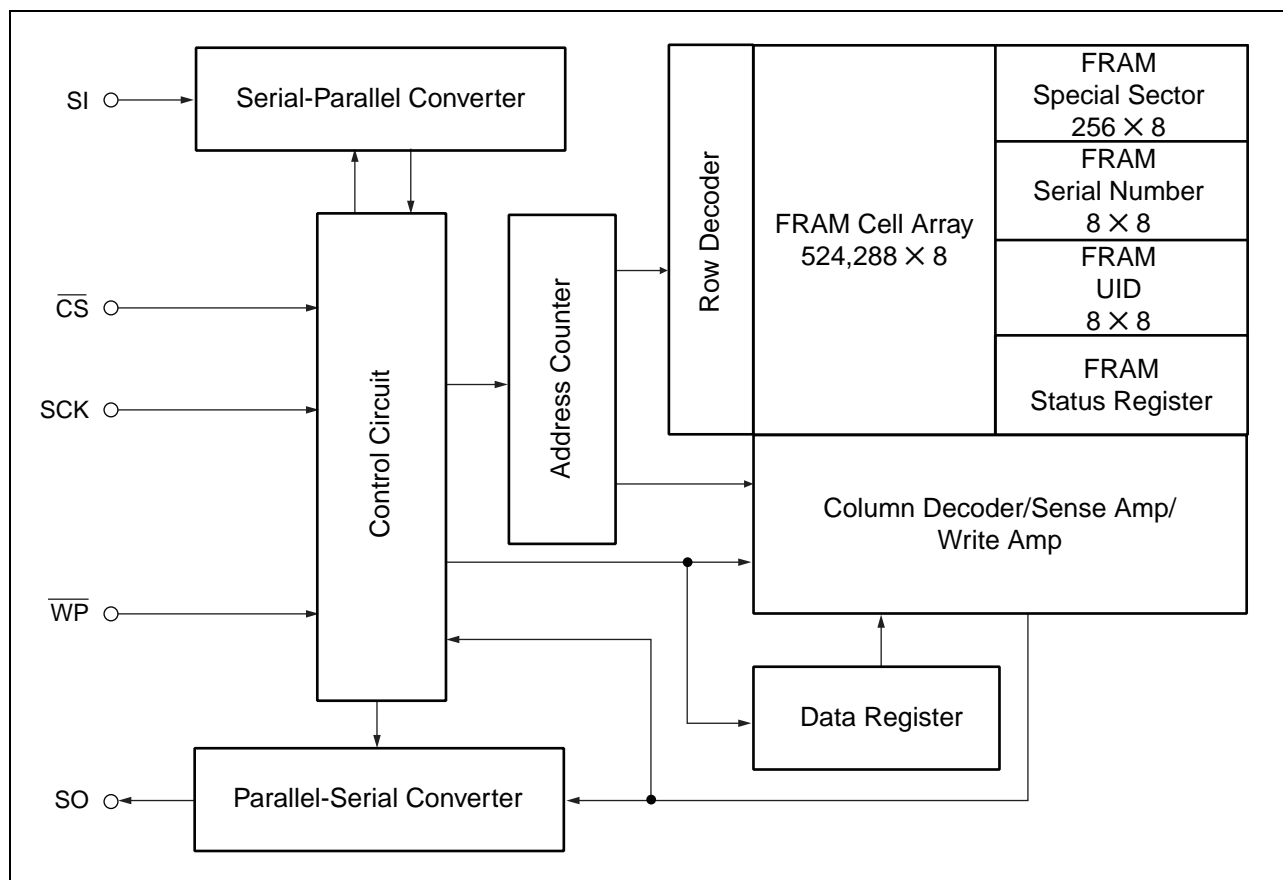 SI
Serial-Parallel Converter
C̅S̅
SCK
W̅P̅
Control Circuit
Address Counter
Row Decoder
FRAM Cell Array
524,288 × 8
FRAM
Special Sector
256 × 8
FRAM
Serial Number
8 × 8
FRAM
UID
8 × 8
FRAM
Status Register
Column Decoder/Sense Amp/
Write Amp
Data Register
SO
Parallel-Serial Converter